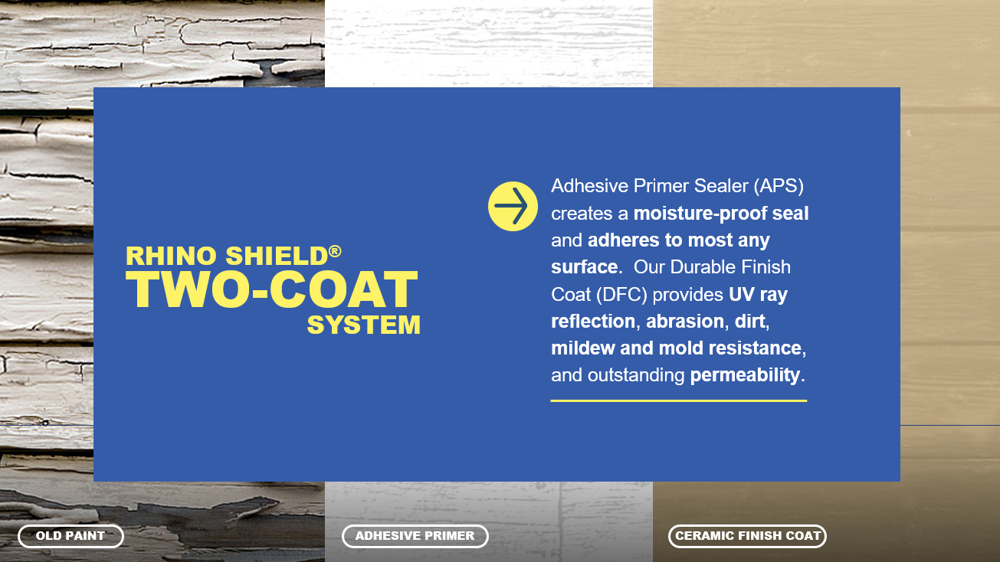 RHINO SHIELD®
TWO-COAT
SYSTEM
Adhesive Primer Sealer (APS)
creates a moisture-proof seal
and adheres to most any
surface.  Our Durable Finish
Coat (DFC) provides UV ray
reflection, abrasion, dirt,
mildew and mold resistance,
and outstanding permeability.
OLD PAINT
ADHESIVE PRIMER
CERAMIC FINISH COAT